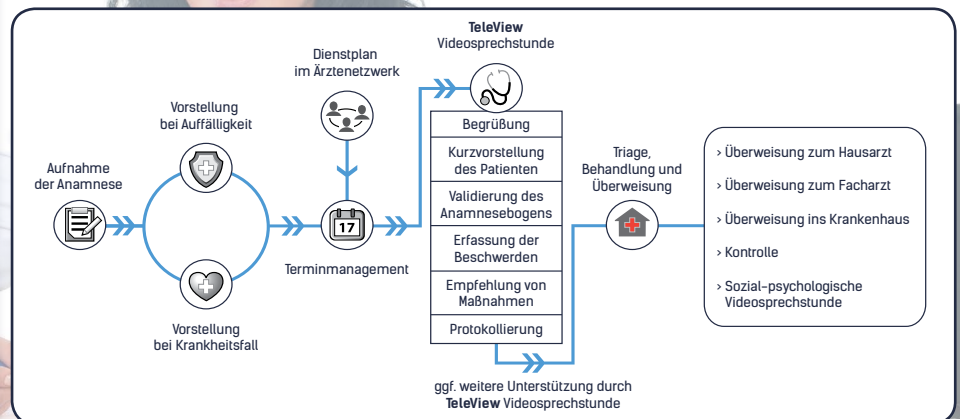 Aufnahme
der Anamnese
Vorstellung
bei Auffälligkeit
Vorstellung
bei Krankheitsfall
Dienstplan
im Ärztenetzwerk
17
Terminmanagement
TeleView
Videosprechstunde
Begrüßung
Kurzvorstellung
des Patienten
Validierung des
Anamnesebogens
Erfassung der
Beschwerden
Empfehlung von
Maßnahmen
Protokollierung
ggf. weitere Unterstützung durch
TeleView Videosprechstunde
Triage,
Behandlung und
Überweisung
› Überweisung zum Hausarzt
› Überweisung zum Facharzt
› Überweisung ins Krankenhaus
› Kontrolle
› Sozial-psychologische
Videosprechstunde